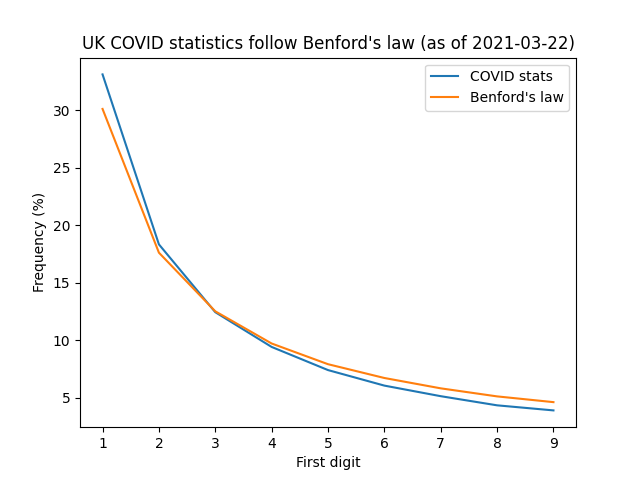 UK COVID statistics follow Benford's law (as of 2021-03-22)
COVID stats
Benford's law
Frequency (%)
30
25
20
15
10
5
1 2 3 4 5 6 7 8 9
First digit